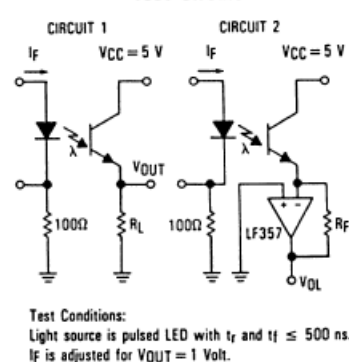 CIRCUIT 1
CIRCUIT 2
IF
VCC = 5 V
IF
VCC = 5 V
λ
VOUT
λ
100Ω
RL
100Ω
+ −
LF357
RF
VOL
Test Conditions:
Light source is pulsed LED with tr and tf ≤ 500 ns.
IF is adjusted for VOUT = 1 Volt.